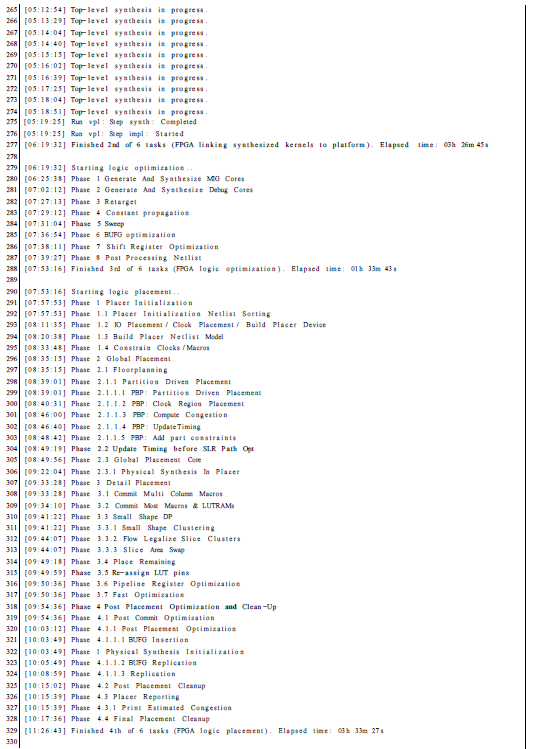 265 [05:12:54] Top-level synthesis in progress.
266 [05:13:29] Top-level synthesis in progress.
267 [05:14:04] Top-level synthesis in progress.
268 [05:14:40] Top-level synthesis in progress.
269 [05:15:15] Top-level synthesis in progress.
270 [05:16:02] Top-level synthesis in progress.
271 [05:16:39] Top-level synthesis in progress.
272 [05:17:25] Top-level synthesis in progress.
273 [05:18:04] Top-level synthesis in progress.
274 [05:18:51] Top-level synthesis in progress.
275 [05:19:25] Run vpl: Step synth: Completed
276 [05:19:25] Run vpl: Step impl: Started
277 [06:19:32] Finished 2nd of 6 tasks (FPGA linking synthesized kernels to platform). Elapsed time: 03h 26m 45s
278
279 [06:19:32] Starting logic optimization..
280 [06:25:38] Phase 1 Generate And Synthesize MIG Cores
281 [07:02:12] Phase 2 Generate And Synthesize Debug Cores
282 [07:27:13] Phase 3 Retarget
283 [07:29:12] Phase 4 Constant propagation
284 [07:31:04] Phase 5 Sweep
285 [07:36:54] Phase 6 BUFG optimization
286 [07:38:11] Phase 7 Shift Register Optimization
287 [07:39:27] Phase 8 Post Processing Netlist
288 [07:53:16] Finished 3rd of 6 tasks (FPGA logic optimization). Elapsed time: 01h 33m 43s
289
290 [07:53:16] Starting logic placement..
291 [07:57:53] Phase 1 Placer Initialization
292 [07:57:53] Phase 1.1 Placer Initialization Netlist Sorting
293 [08:11:35] Phase 1.2 IO Placement/ Clock Placement/ Build Placer Device
294 [08:20:38] Phase 1.3 Build Placer Netlist Model
295 [08:33:48] Phase 1.4 Constrain Clocks/Macros
296 [08:35:15] Phase 2 Global Placement
297 [08:35:15] Phase 2.1 Floorplanning
298 [08:39:01] Phase 2.1.1 Partition Driven Placement
299 [08:39:01] Phase 2.1.1.1 PBP: Partition Driven Placement
300 [08:40:31] Phase 2.1.1.2 PBP: Clock Region Placement
301 [08:46:00] Phase 2.1.1.3 PBP: Compute Congestion
302 [08:46:40] Phase 2.1.1.4 PBP: UpdateTiming
303 [08:48:42] Phase 2.1.1.5 PBP: Add part constraints
304 [08:49:19] Phase 2.2 Update Timing before SLR Path Opt
305 [08:49:56] Phase 2.3 Global Placement Core
306 [09:22:04] Phase 2.3.1 Physical Synthesis In Placer
307 [09:33:28] Phase 3 Detail Placement
308 [09:33:28] Phase 3.1 Commit Multi Column Macros
309 [09:34:10] Phase 3.2 Commit Most Macros & LUTRAMs
310 [09:41:22] Phase 3.3 Small Shape DP
311 [09:41:22] Phase 3.3.1 Small Shape Clustering
312 [09:44:07] Phase 3.3.2 Flow Legalize Slice Clusters
313 [09:44:07] Phase 3.3.3 Slice Area Swap
314 [09:49:18] Phase 3.4 Place Remaining
315 [09:49:59] Phase 3.5 Re-assign LUT pins
316 [09:50:36] Phase 3.6 Pipeline Register Optimization
317 [09:50:36] Phase 3.7 Fast Optimization
318 [09:54:36] Phase 4 Post Placement Optimization and Clean-Up
319 [09:54:36] Phase 4.1 Post Commit Optimization
320 [10:03:12] Phase 4.1.1 Post Placement Optimization
321 [10:03:49] Phase 4.1.1.1 BUFG Insertion
322 [10:03:49] Phase 1 Physical Synthesis Initialization
323 [10:05:49] Phase 4.1.1.2 BUFG Replication
324 [10:08:59] Phase 4.1.1.3 Replication
325 [10:15:02] Phase 4.2 Post Placement Cleanup
326 [10:15:39] Phase 4.3 Placer Reporting
327 [10:15:39] Phase 4.3.1 Print Estimated Congestion
328 [10:17:36] Phase 4.4 Final Placement Cleanup
329 [11:26:43] Finished 4th of 6 tasks (FPGA logic placement). Elapsed time: 03h 33m 27s
330